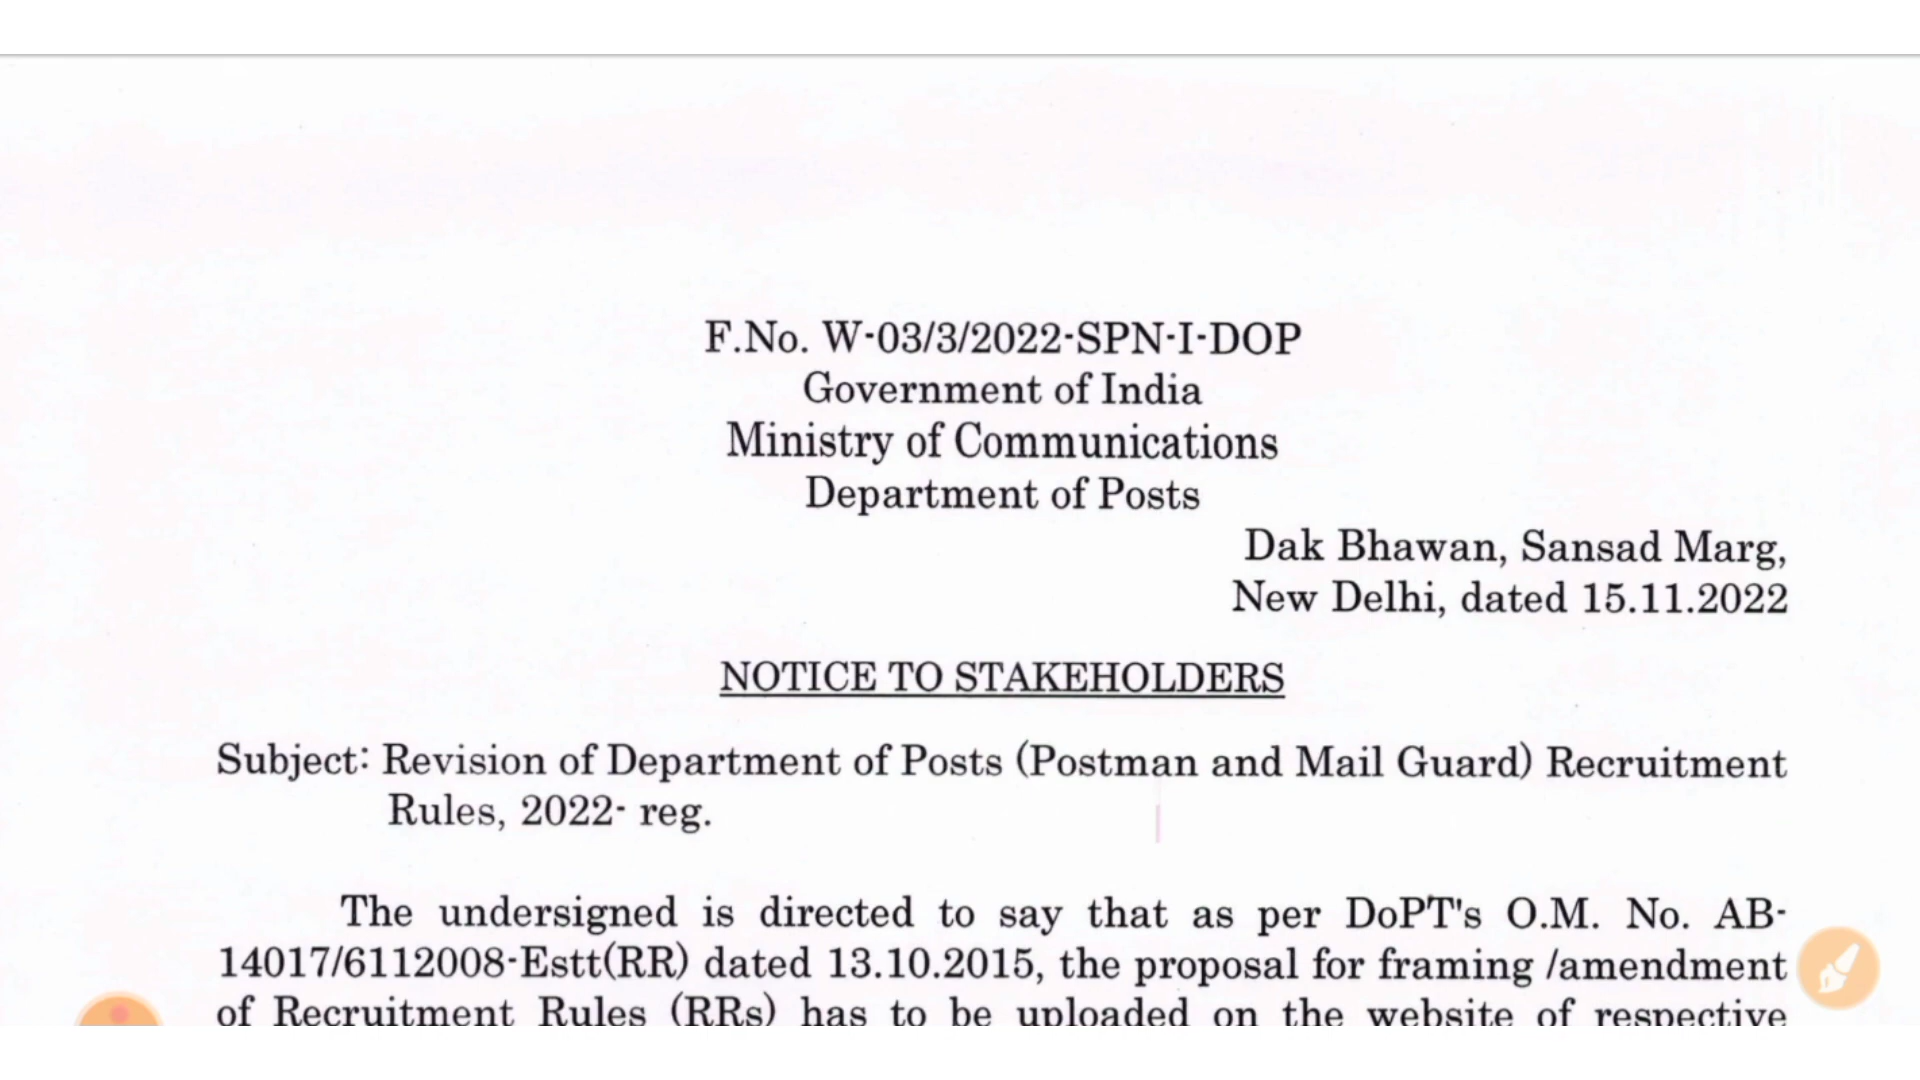 F.No. W-03/3/2022-SPN-I-DOP
Government of India
Ministry of Communications
Department of Posts
Dak Bhawan, Sansad Marg,
New Delhi, dated 15.11.2022
NOTICE TO STAKEHOLDERS
Subject: Revision of Department of Posts (Postman and Mail Guard) Recruitment
Rules, 2022- reg.
The undersigned is directed to say that as per DoPT's O.M. No. AB-
14017/6112008-Estt(RR) dated 13.10.2015, the proposal for framing /amendment
of Recruitment Rules (RRs) has to be uploaded on the website of respective